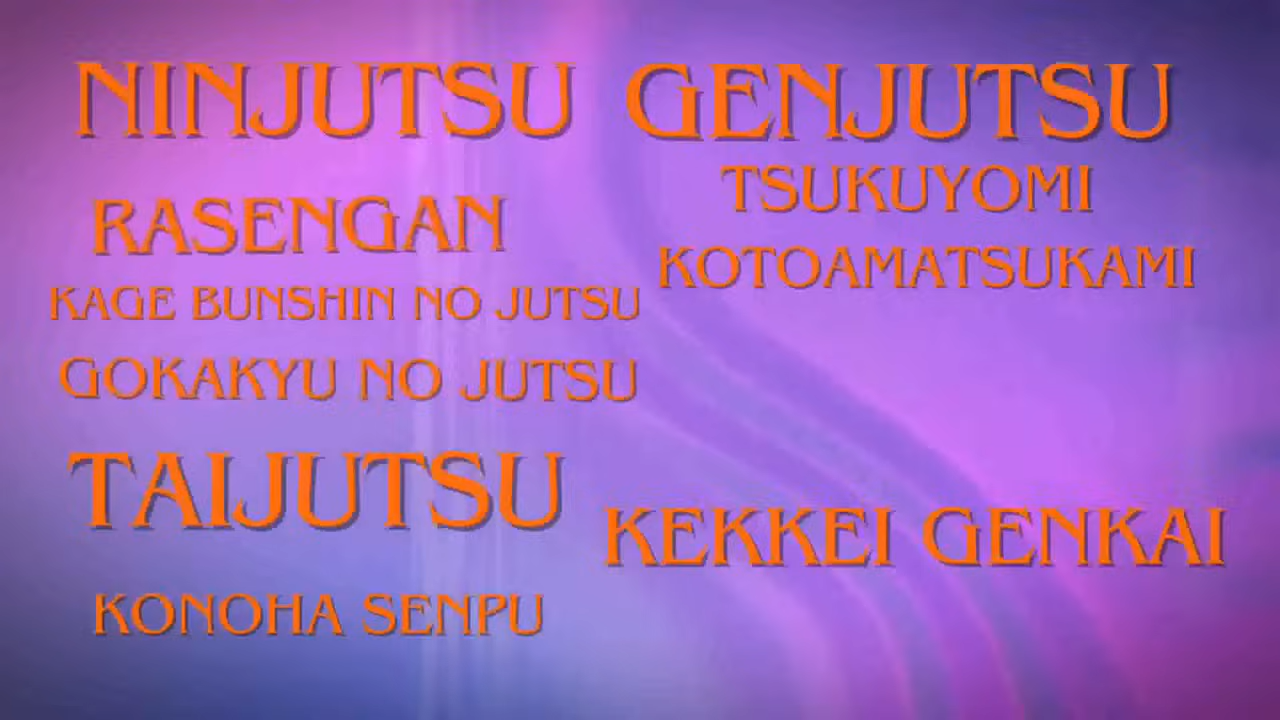 NINJUTSU
RASENGAN
KAGE BUNSHIN NO JUTSU
GOKAKYU NO JUTSU
TAIJUTSU
KONOHA SENPU
GENJUTSU
TSUKUYOMI
KOTOAMATSUKAMI
KEKKEI GENKAI